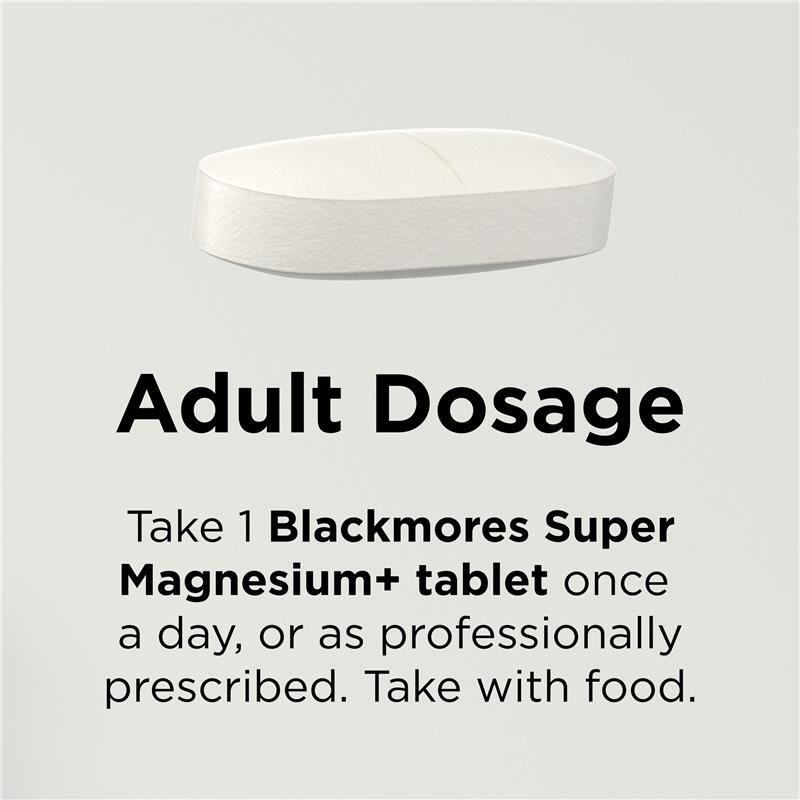 Adult Dosage
Take 1 Blackmores Super
Magnesium+ tablet once
a day, or as professionally
prescribed. Take with food.